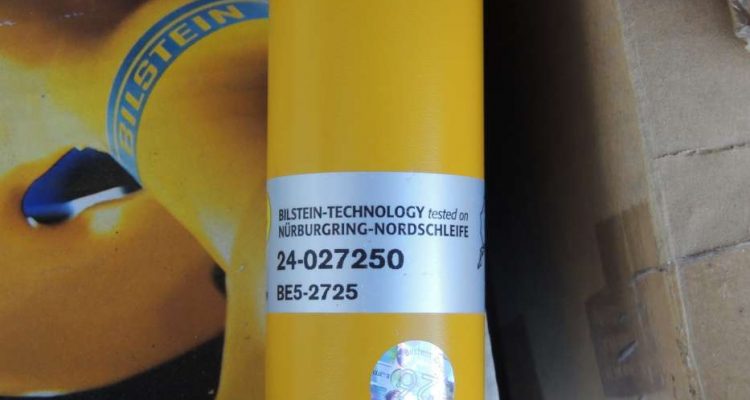 BILSTEIN
BILSTEIN-TECHNOLOGY tested on
NÜRBURGRING-NORDSCHLEIFE
24-027250
BE5-2725